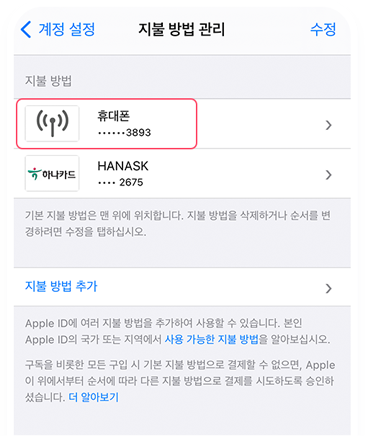 계정 설정 지불 방법 관리 수정
지불 방법
휴대폰
••••••3893
하나카드 HANASK
•••• 2675
기본 지불 방법은 맨 위에 위치합니다. 지불 방법을 삭제하거나 순서를 변
경하려면 수정을 탭하십시오.
지불 방법 추가
Apple ID에 여러 지불 방법을 추가하여 사용할 수 있습니다. 본인
Apple ID의 국가 또는 지역에서 사용 가능한 지불 방법을 알아보십시오.
구독을 비롯한 모든 구입 시 기본 지불 방법으로 결제할 수 없으면, Apple
이 위에서부터 순서에 따라 다른 지불 방법으로 결제를 시도하도록 승인하
셨습니다. 더 알아보기